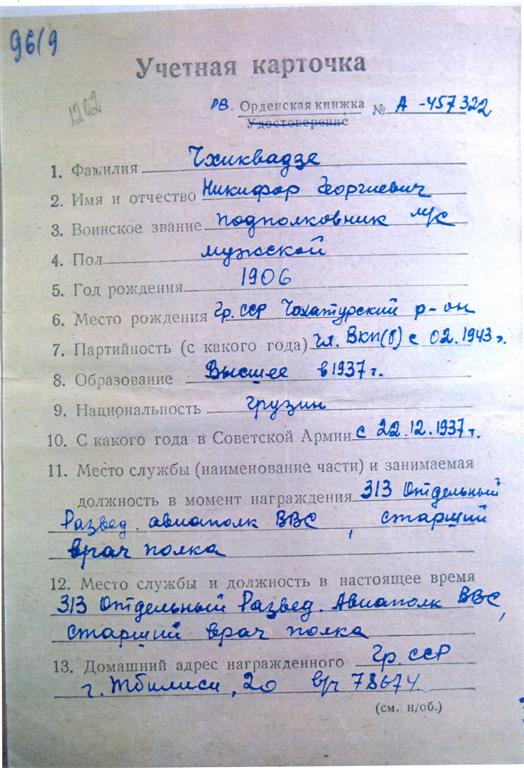 96/9
1202
Учетная карточка
РВ. Орденская книжка № А-457322
Удостоверение
1. Фамилия Чхиквадзе
2. Имя и отчество Никифор Георгиевич
3. Воинское звание подполковник м/с
4. Пол мужской
5. Год рождения 1906
6. Место рождения Гр. ССР Чохатурский р-он
7. Партийность (с какого года) чл. ВКП(б) с 02.1943 г.
8. Образование Высшее в 1937 г.
9. Национальность грузин
10. С какого года в Советской Армии с 22.12.1937 г.
11. Место службы (наименование части) и занимаемая
должность в момент награждения 313 Отдельный
Развед. авиаполк ВВС, старший
врач полка
12. Место службы и должность в настоящее время
313 Отдельный Развед. Авиаполк ВВС,
старший врач полка
13. Домашний адрес награжденного Гр. ССР
г. Тбилиси, 20 в/ч 78674
(см. н/об.)